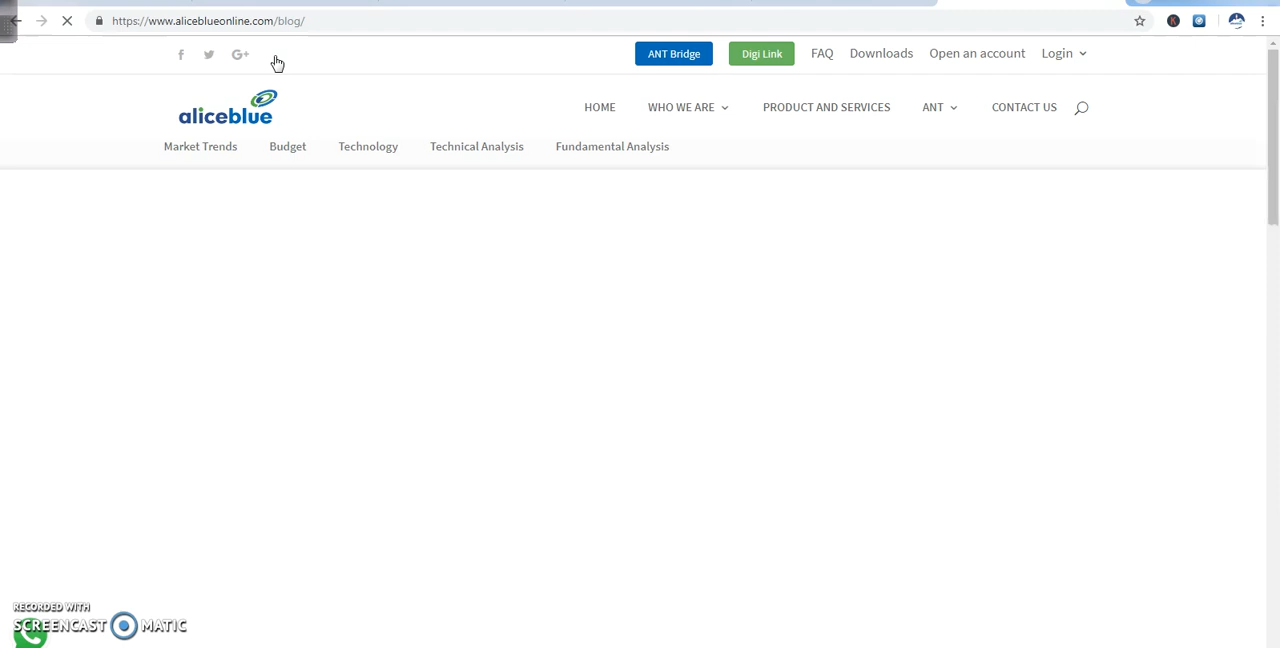 https://www.aliceblueonline.com/blog/
f G+ ANT Bridge Digi Link FAQ Downloads Open an account Login
aliceblue HOME WHO WE ARE PRODUCT AND SERVICES ANT CONTACT US
Market Trends Budget Technology Technical Analysis Fundamental Analysis
RECORDED WITH
SCREENCAST MATIC